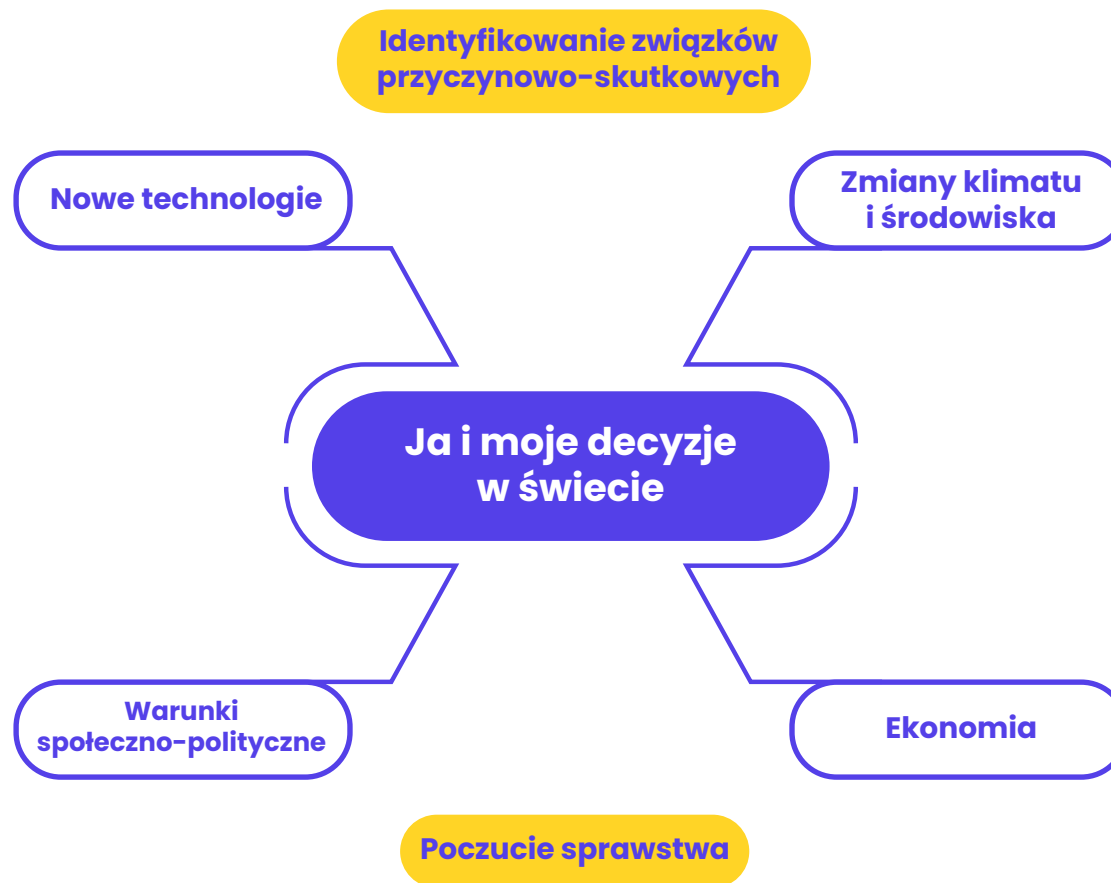 Identyfikowanie związków
przyczynowo-skutkowych
Nowe technologie
Zmiany klimatu
i środowiska
Ja i moje decyzje
w świecie
Warunki
społeczno-polityczne
Ekonomia
Poczucie sprawstwa